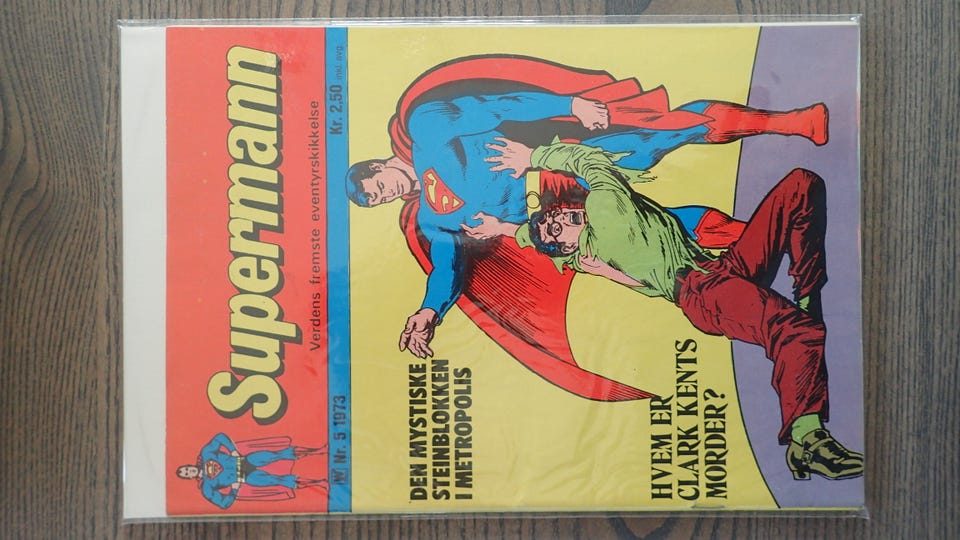 Supermann
Verdens fremste eventyrskikkelse
Nr. 5 1973
Kr. 2,50 inkl. avg.
DEN MYSTISKE
STEINBLOKKEN
I METROPOLIS
HVEM ER
CLARK KENTS
MORDER?